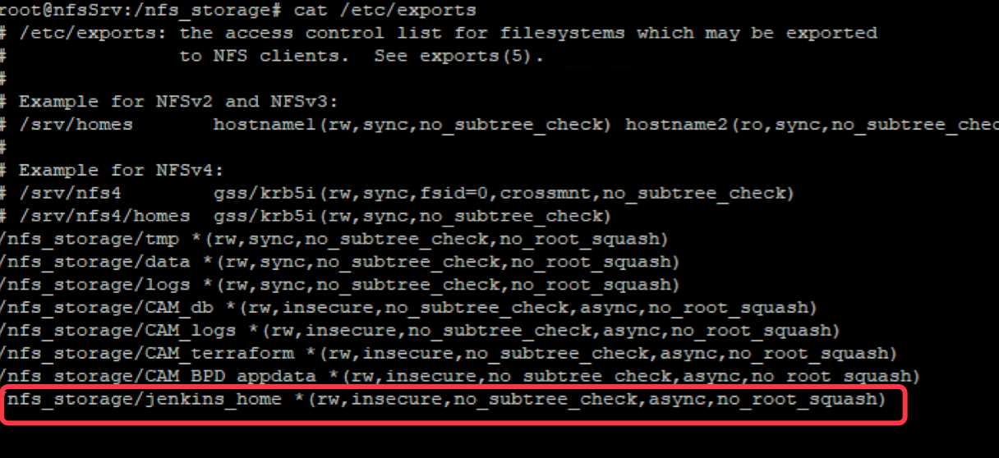 root@nfsSrv:/nfs_storage# cat /etc/exports
# /etc/exports: the access control list for filesystems which may be exported
#               to NFS clients.  See exports(5).
#
# Example for NFSv2 and NFSv3:
# /srv/homes       hostname1(rw,sync,no_subtree_check) hostname2(ro,sync,no_subtree_chec
#
# Example for NFSv4:
# /srv/nfs4        gss/krb5i(rw,sync,fsid=0,crossmnt,no_subtree_check)
# /srv/nfs4/homes  gss/krb5i(rw,sync,no_subtree_check)
/nfs_storage/tmp *(rw,sync,no_subtree_check,no_root_squash)
/nfs_storage/data *(rw,sync,no_subtree_check,no_root_squash)
/nfs_storage/logs *(rw,sync,no_subtree_check,no_root_squash)
/nfs_storage/CAM_db *(rw,insecure,no_subtree_check,async,no_root_squash)
/nfs_storage/CAM_logs *(rw,insecure,no_subtree_check,async,no_root_squash)
/nfs_storage/CAM_terraform *(rw,insecure,no_subtree_check,async,no_root_squash)
/nfs_storage/CAM_BPD_appdata *(rw,insecure,no_subtree_check,async,no_root_squash)
/nfs_storage/jenkins_home *(rw,insecure,no_subtree_check,async,no_root_squash)